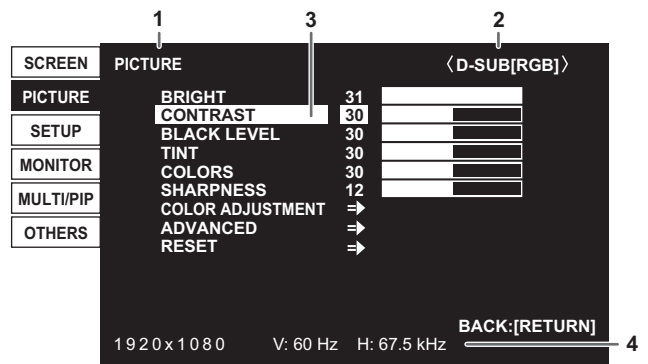 1 3 2
SCREEN
PICTURE
SETUP
MONITOR
MULTI/PIP
OTHERS
PICTURE 〈D-SUB[RGB]〉
BRIGHT 31
CONTRAST 30
BLACK LEVEL 30
TINT 30
COLORS 30
SHARPNESS 12
COLOR ADJUSTMENT ⇒
ADVANCED ⇒
RESET ⇒
BACK:[RETURN]
1920x1080 V: 60 Hz H: 67.5 kHz 4